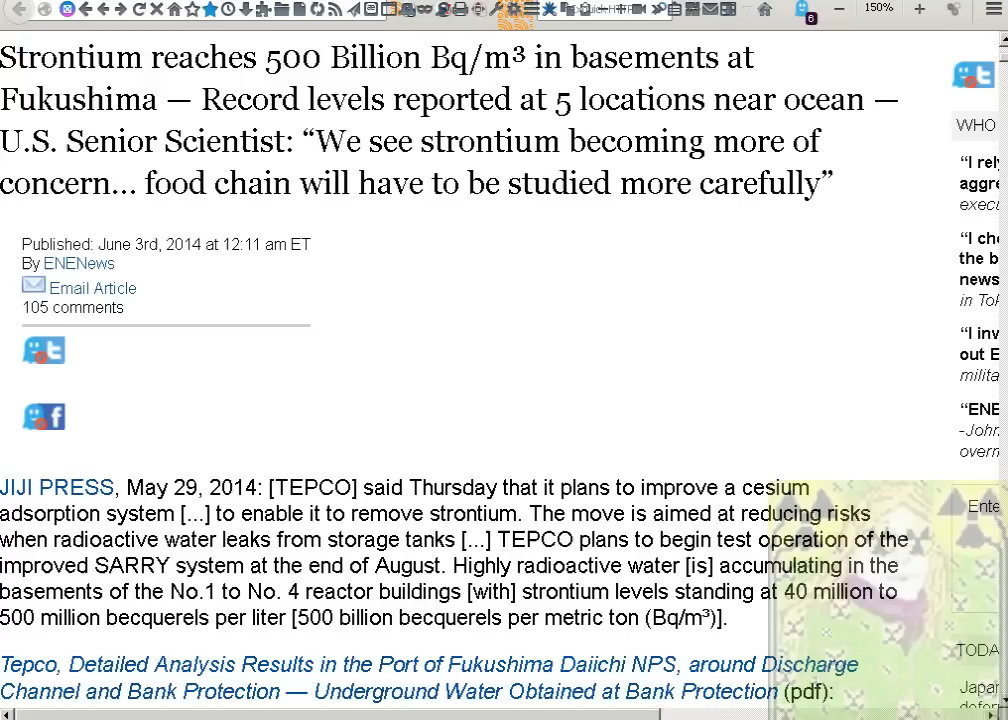 150%
6
Strontium reaches 500 Billion Bq/m³ in basements at
Fukushima — Record levels reported at 5 locations near ocean —
U.S. Senior Scientist: “We see strontium becoming more of
concern… food chain will have to be studied more carefully”
Published: June 3rd, 2014 at 12:11 am ET
By ENENews
Email Article
105 comments
JIJI PRESS, May 29, 2014: [TEPCO] said Thursday that it plans to improve a cesium
adsorption system [...] to enable it to remove strontium. The move is aimed at reducing risks
when radioactive water leaks from storage tanks [...] TEPCO plans to begin test operation of the
improved SARRY system at the end of August. Highly radioactive water [is] accumulating in the
basements of the No.1 to No. 4 reactor buildings [with] strontium levels standing at 40 million to
500 million becquerels per liter [500 billion becquerels per metric ton (Bq/m³)].
Tepco, Detailed Analysis Results in the Port of Fukushima Daiichi NPS, around Discharge
Channel and Bank Protection — Underground Water Obtained at Bank Protection (pdf):
WHO
“I rely
aggre
execu
“I che
the b
news
in Tok
“I inv
out E
milita
“ENE
-John
overn
Ente
TODA
Japan